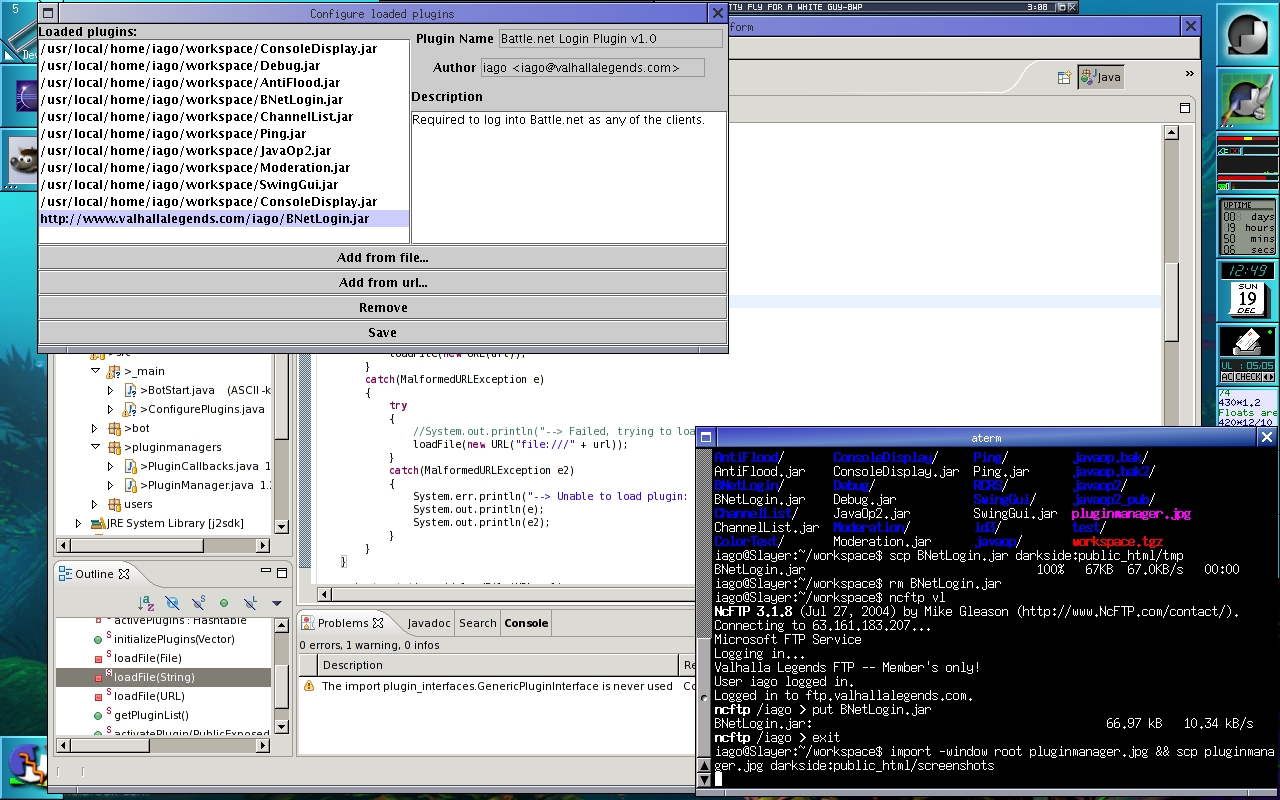 5
Configure loaded plugins
TTY FLY FOR A WHITE GUY-BWP
3:08
form
Loaded plugins:
/usr/local/home/iago/workspace/ConsoleDisplay.jar
/usr/local/home/iago/workspace/Debug.jar
/usr/local/home/iago/workspace/AntiFlood.jar
/usr/local/home/iago/workspace/BNetLogin.jar
/usr/local/home/iago/workspace/ChannelList.jar
/usr/local/home/iago/workspace/Ping.jar
/usr/local/home/iago/workspace/JavaOp2.jar
/usr/local/home/iago/workspace/Moderation.jar
/usr/local/home/iago/workspace/SwingGui.jar
/usr/local/home/iago/workspace/ConsoleDisplay.jar
http://www.valhallalegends.com/iago/BNetLogin.jar
Plugin Name Battle.net Login Plugin v1.0
Author iago <iago@valhallalegends.com>
Description
Required to log into Battle.net as any of the clients.
Add from file...
Add from url...
Remove
Save
Java
»
>src
>_main
>BotStart.java (ASCII -k
>ConfigurePlugins.java
>bot
>pluginmanagers
>PluginCallbacks.java 1
>PluginManager.java 1.
users
JRE System Library [j2sdk]
loadFile(new URL(url));
}
catch(MalformedURLException e)
{
try
{
//System.out.println("--> Failed, trying to loa
loadFile(new URL("file:///" + url));
}
catch(MalformedURLException e2)
{
System.err.println("--> Unable to load plugin:
System.out.println(e);
System.out.println(e2);
}
}
}
Outline
activePlugins : Hashtable
initializePlugins(Vector)
loadFile(File)
loadFile(String)
loadFile(URL)
getPluginList()
activatePlugin(PublicExposed
Problems
Javadoc
Search
Console
0 errors, 1 warning, 0 infos
Description
Re
The import plugin_interfaces.GenericPluginInterface is never used
Co
aterm
AntiFlood/ ConsoleDisplay/ Ping/ javaop.bak/
AntiFlood.jar ConsoleDisplay.jar Ping.jar javaop.bak2/
BNetLogin/ Debug/ RCRS/ javaop2/
BNetLogin.jar Debug.jar SwingGui/ javaop2_pub/
ChannelList/ JavaOp2.jar SwingGui.jar pluginmanager.jpg
ChannelList.jar Moderation/ id3/ test/
ColorText/ Moderation.jar javaop/ workspace.tgz
iago@Slayer:~/workspace$ scp BNetLogin.jar darkside:public_html/tmp
BNetLogin.jar 100% 67KB 67.0KB/s 00:00
iago@Slayer:~/workspace$ rm BNetLogin.jar
iago@Slayer:~/workspace$ ncftp vl
NcFTP 3.1.8 (Jul 27, 2004) by Mike Gleason (http://www.NcFTP.com/contact/).
Connecting to 63.161.183.207...
Microsoft FTP Service
Logging in...
Valhalla Legends FTP -- Member's only!
User iago logged in.
Logged in to ftp.valhallalegends.com.
ncftp /iago > put BNetLogin.jar
BNetLogin.jar: 66.97 kB 10.34 kB/s
ncftp /iago > exit
iago@Slayer:~/workspace$ import -window root pluginmanager.jpg && scp pluginmana
ger.jpg darkside:public_html/screenshots
UPTIME
00 days
19 hours
50 mins
06 secs
12:49
SUN
19
DEC
UL :05/05
AC CHECK
/4
430*1.2
Floats are
420*12/10